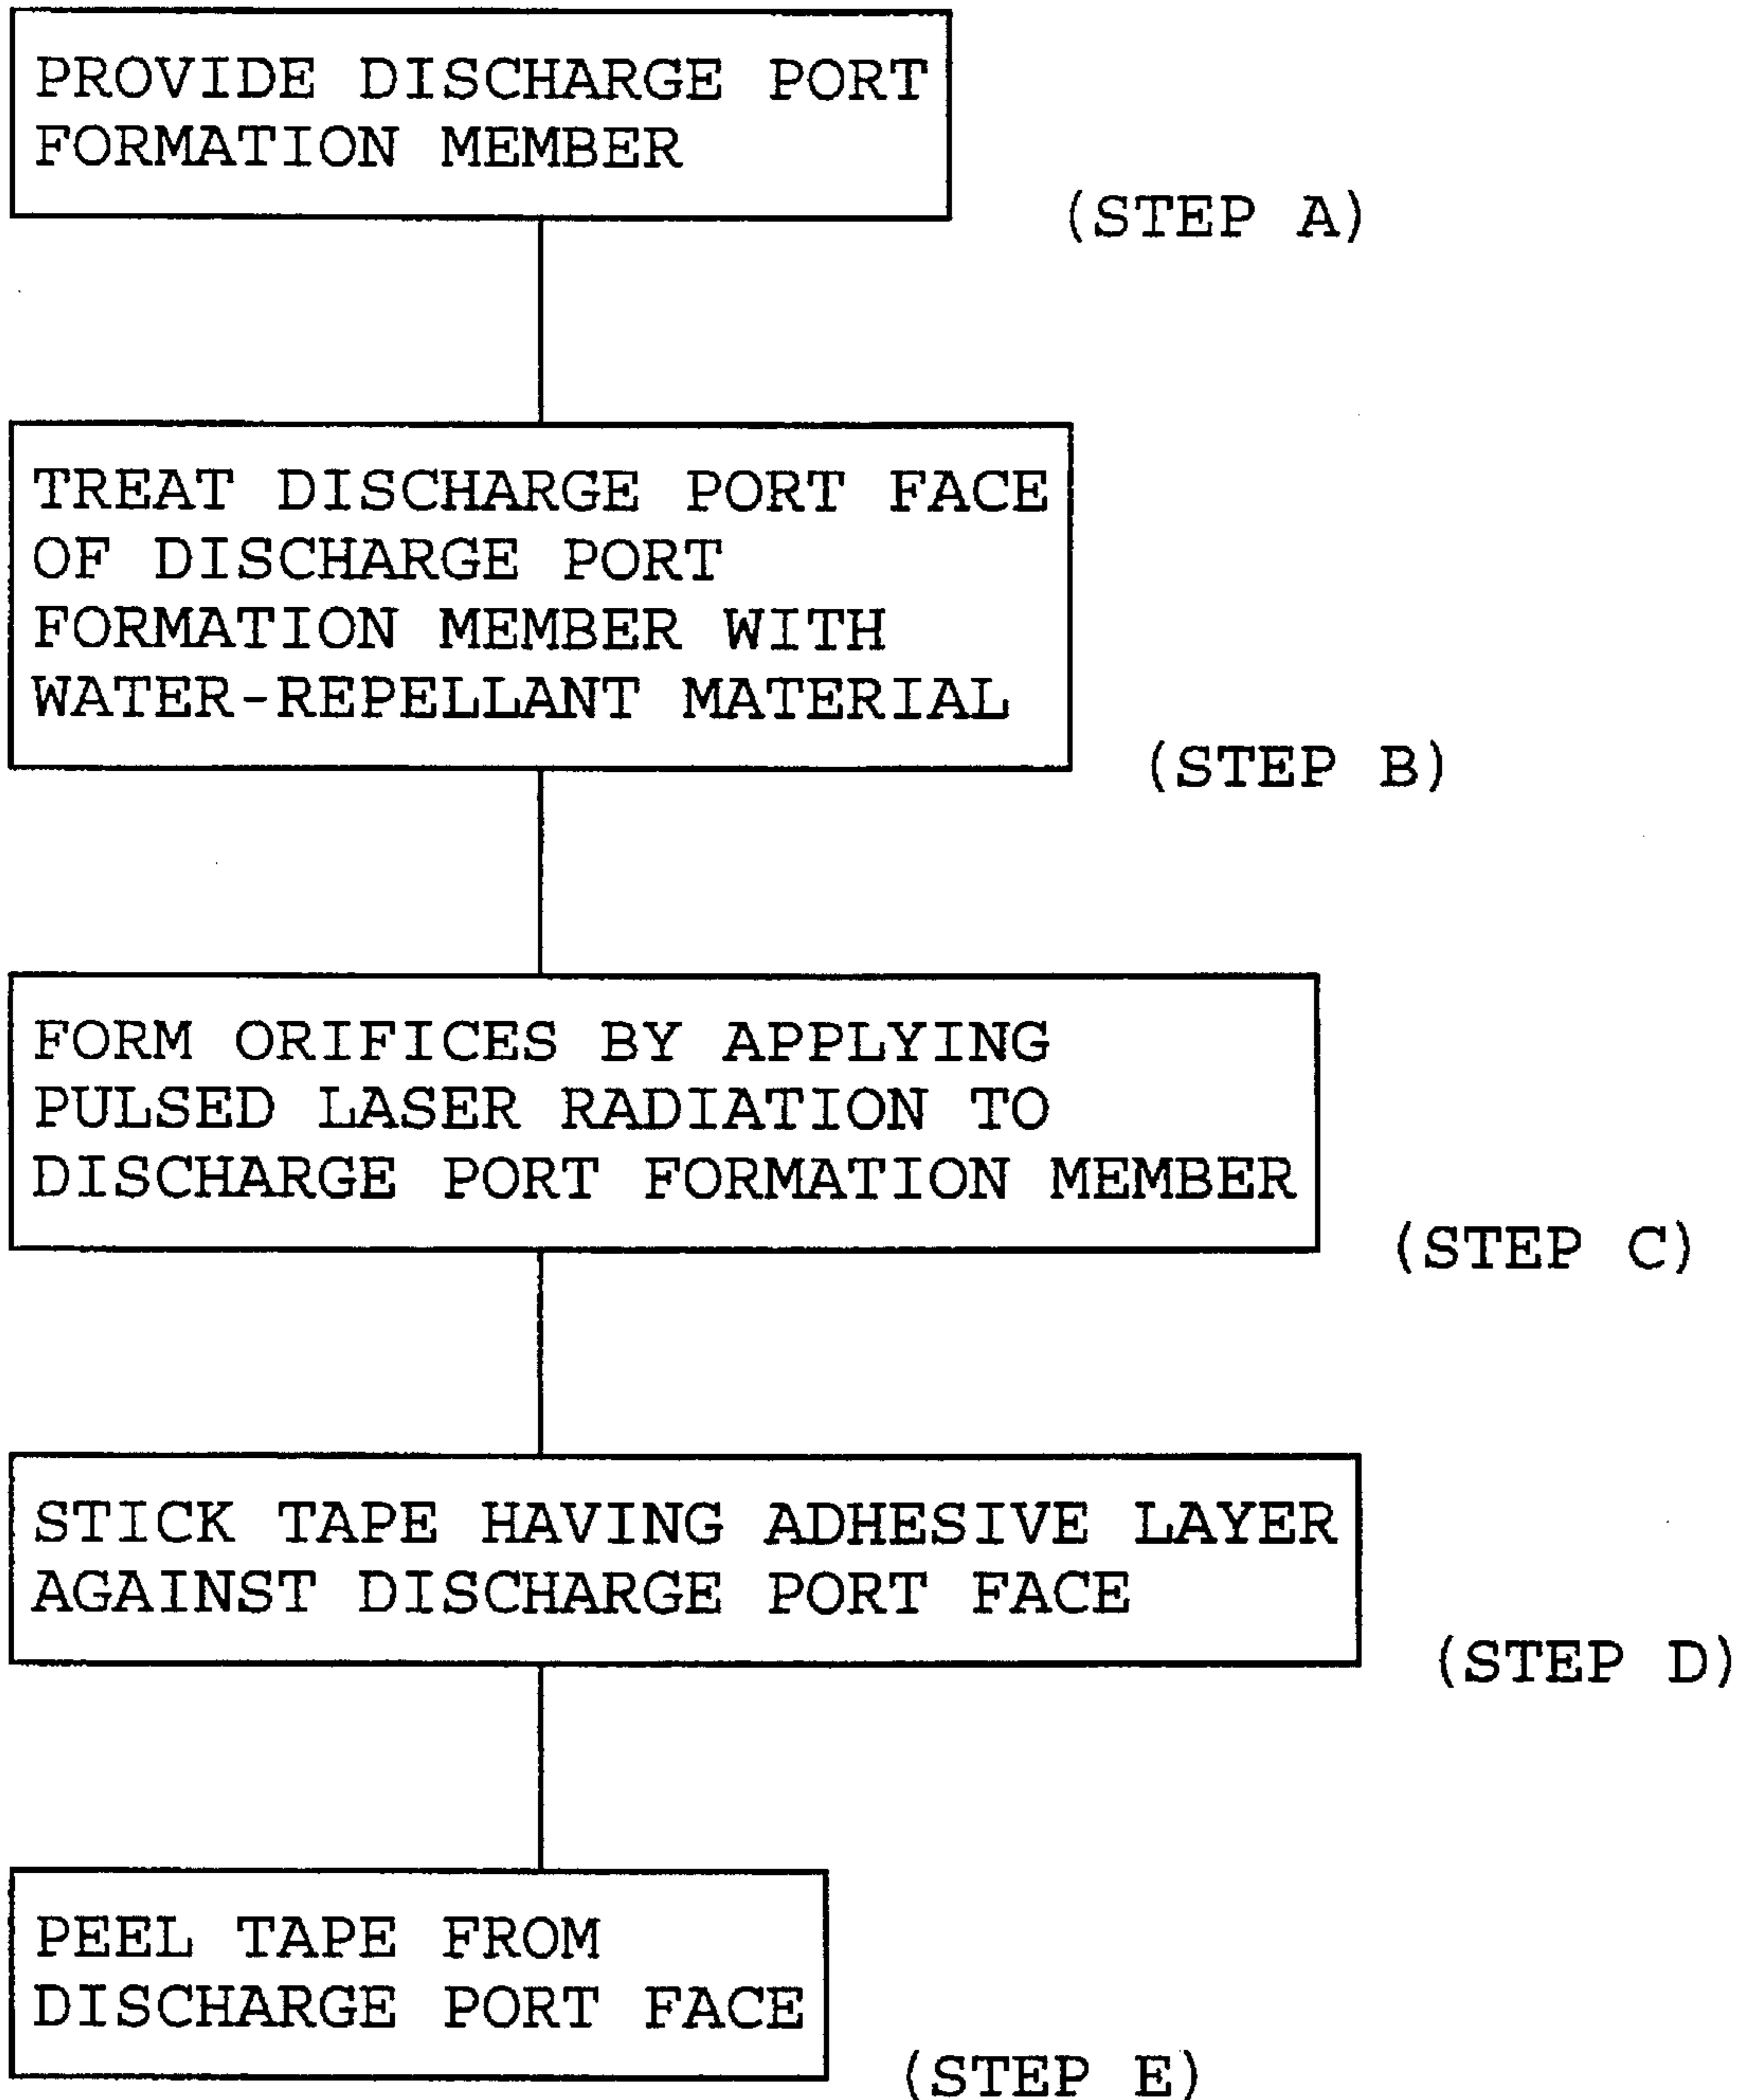 PROVIDE DISCHARGE PORT
FORMATION MEMBER
(STEP A)
TREAT DISCHARGE PORT FACE
OF DISCHARGE PORT
FORMATION MEMBER WITH
WATER-REPELLANT MATERIAL
(STEP B)
FORM ORIFICES BY APPLYING
PULSED LASER RADIATION TO
DISCHARGE PORT FORMATION MEMBER
(STEP C)
STICK TAPE HAVING ADHESIVE LAYER
AGAINST DISCHARGE PORT FACE
(STEP D)
PEEL TAPE FROM
DISCHARGE PORT FACE
(STEP E)